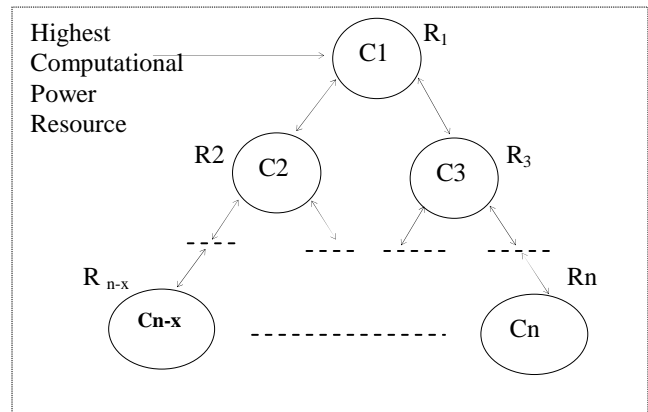 Highest
Computational
Power
Resource
C1
R1
R2
C2
C3
R3
R n-x
Rn
Cn-x
Cn